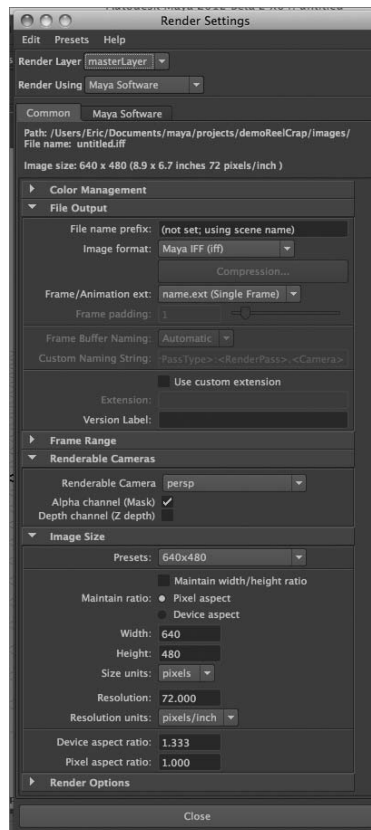 Render Settings
Edit Presets Help
Render Layer masterLayer
Render Using Maya Software
Common Maya Software
Path: /Users/Eric/Documents/maya/projects/demoReelCrap/images/
File name: untitled.iff
Image size: 640 x 480 (8.9 x 6.7 inches 72 pixels/inch )
Color Management
File Output
File name prefix: (not set; using scene name)
Image format: Maya IFF (iff)
Compression...
Frame/Animation ext: name.ext (Single Frame)
Frame padding: 1
Frame Buffer Naming: Automatic
Custom Naming String: PassType>:<RenderPass>.<Camera>
Use custom extension
Extension:
Version Label:
Frame Range
Renderable Cameras
Renderable Camera persp
Alpha channel (Mask)
Depth channel (Z depth)
Image Size
Presets: 640x480
Maintain width/height ratio
Maintain ratio: Pixel aspect
Device aspect
Width: 640
Height: 480
Size units: pixels
Resolution: 72.000
Resolution units: pixels/inch
Device aspect ratio: 1.333
Pixel aspect ratio: 1.000
Render Options
Close